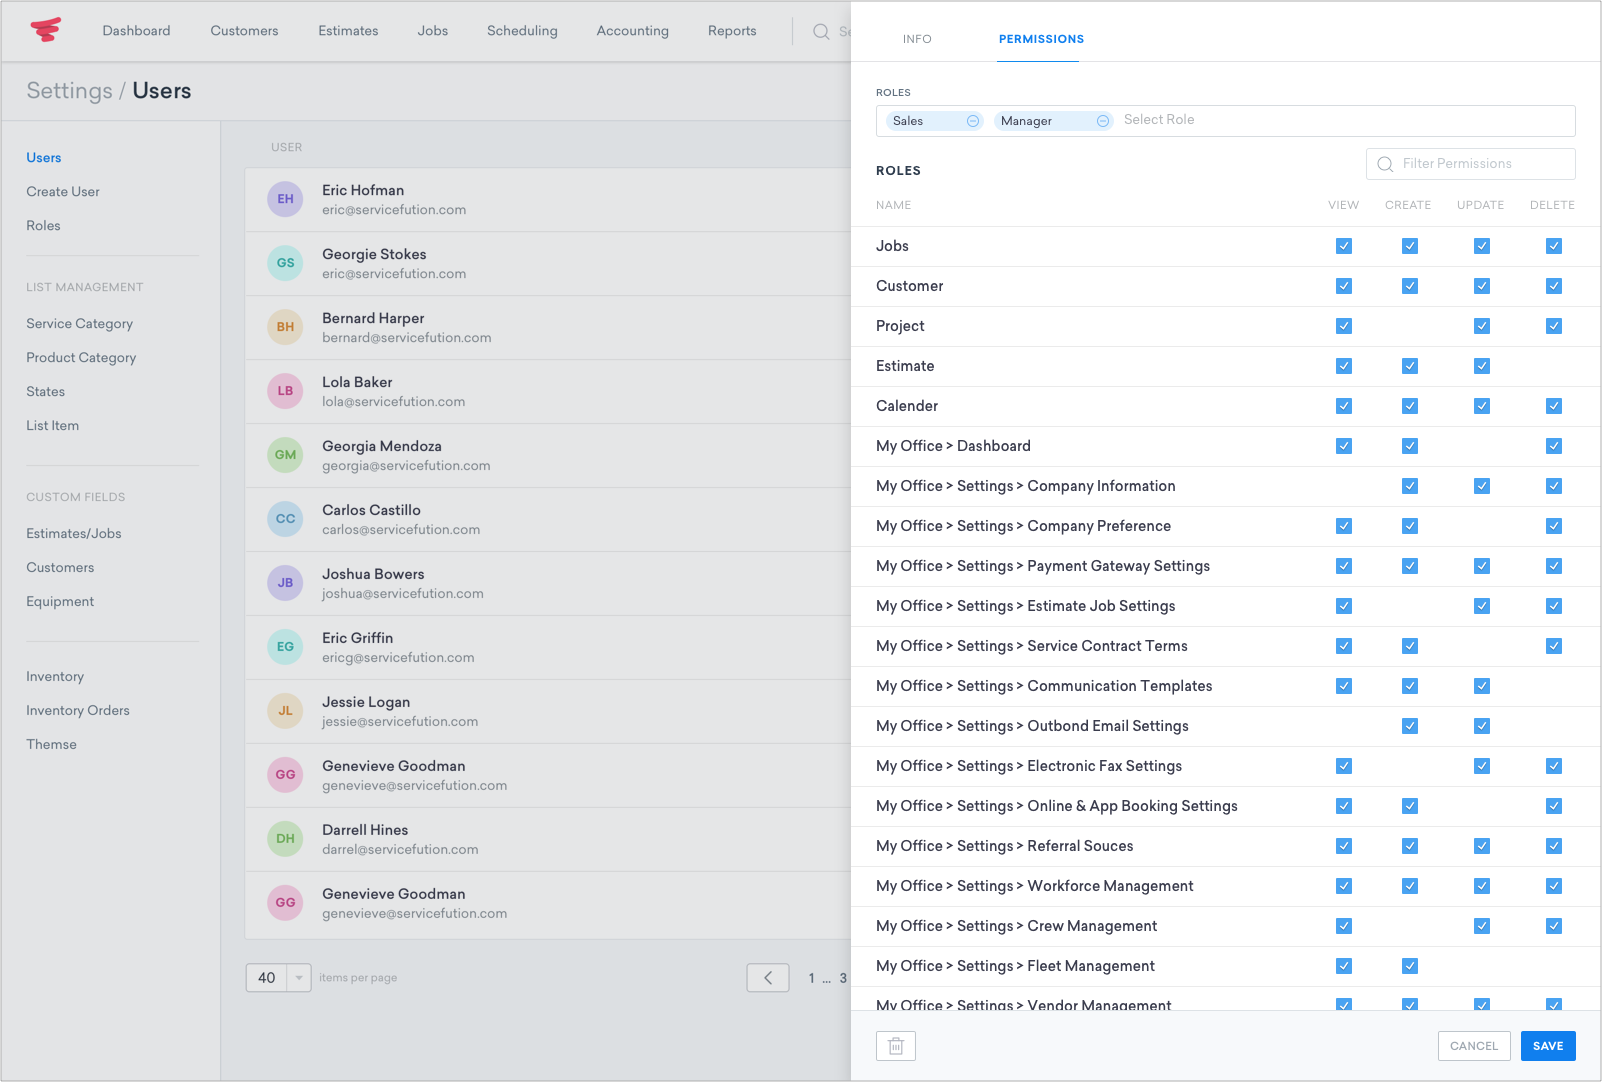 Dashboard Customers Estimates Jobs Scheduling Accounting Reports
Settings / Users
Users
Create User
Roles
LIST MANAGEMENT
Service Category
Product Category
States
List Item
CUSTOM FIELDS
Estimates/Jobs
Customers
Equipment
Inventory
Inventory Orders
Themse
USER
EH Eric Hofman
eric@servicefution.com
GS Georgie Stokes
eric@servicefution.com
BH Bernard Harper
bernard@servicefution.com
LB Lola Baker
lola@servicefution.com
GM Georgia Mendoza
georgia@servicefution.com
CC Carlos Castillo
carlos@servicefution.com
JB Joshua Bowers
joshua@servicefution.com
EG Eric Griffin
ericg@servicefution.com
JL Jessie Logan
jessie@servicefution.com
GG Genevieve Goodman
genevieve@servicefution.com
DH Darrell Hines
darrel@servicefution.com
GG Genevieve Goodman
genevieve@servicefution.com
40 items per page 1 ... 3
INFO PERMISSIONS
ROLES
Sales Manager Select Role
ROLES Filter Permissions
NAME VIEW CREATE UPDATE DELETE
Jobs
Customer
Project
Estimate
Calender
My Office > Dashboard
My Office > Settings > Company Information
My Office > Settings > Company Preference
My Office > Settings > Payment Gateway Settings
My Office > Settings > Estimate Job Settings
My Office > Settings > Service Contract Terms
My Office > Settings > Communication Templates
My Office > Settings > Outbond Email Settings
My Office > Settings > Electronic Fax Settings
My Office > Settings > Online & App Booking Settings
My Office > Settings > Referral Souces
My Office > Settings > Workforce Management
My Office > Settings > Crew Management
My Office > Settings > Fleet Management
My Office > Settings > Vendor Management
CANCEL SAVE